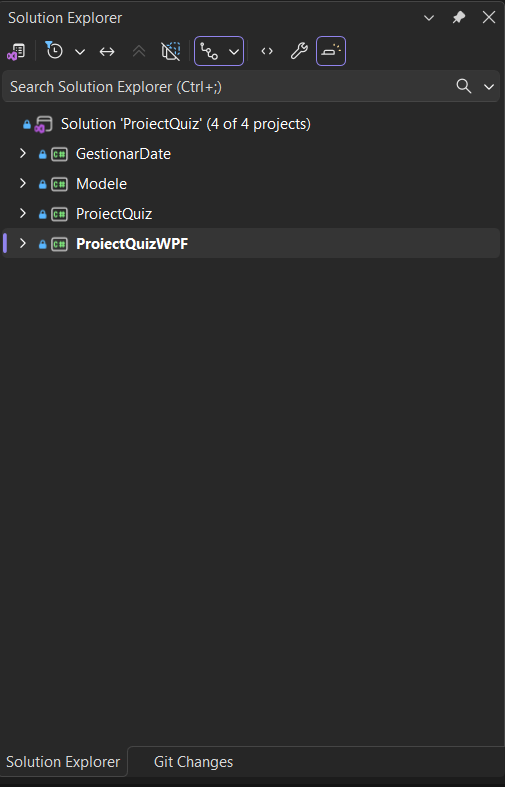 Solution Explorer
Search Solution Explorer (Ctrl+;)
Solution 'ProiectQuiz' (4 of 4 projects)
C# GestionarDate
C# Modele
C# ProiectQuiz
C# ProiectQuizWPF
Solution Explorer Git Changes